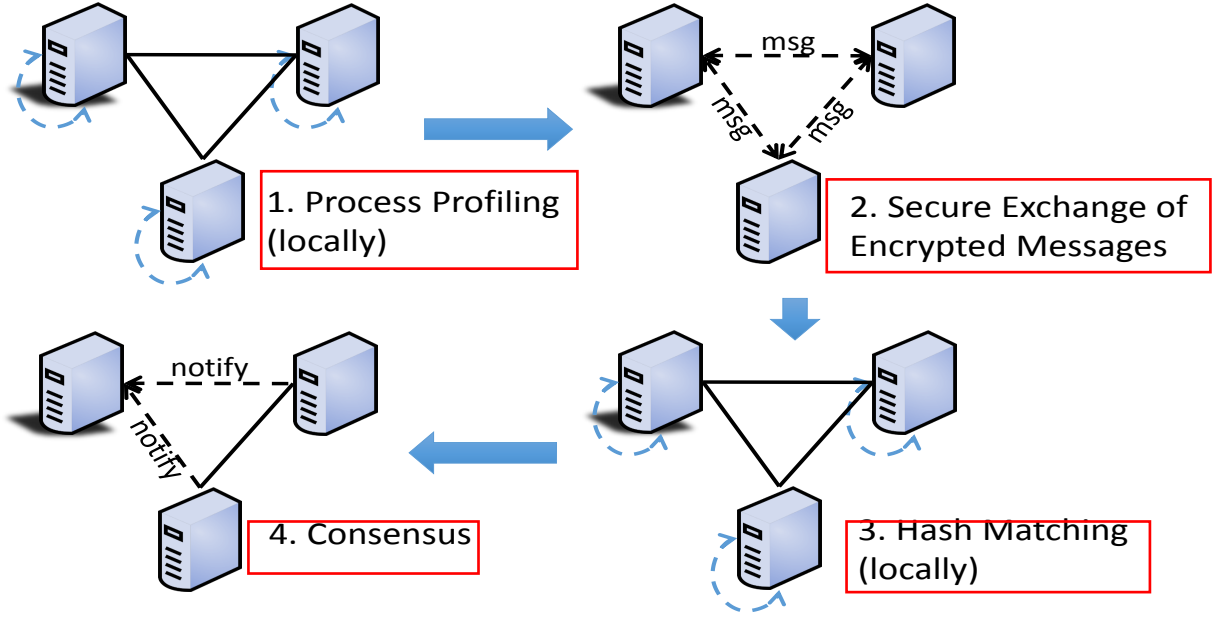 1. Process Profiling
(locally)
msg
msg
msg
2. Secure Exchange of
Encrypted Messages
3. Hash Matching
(locally)
notify
notify
4. Consensus